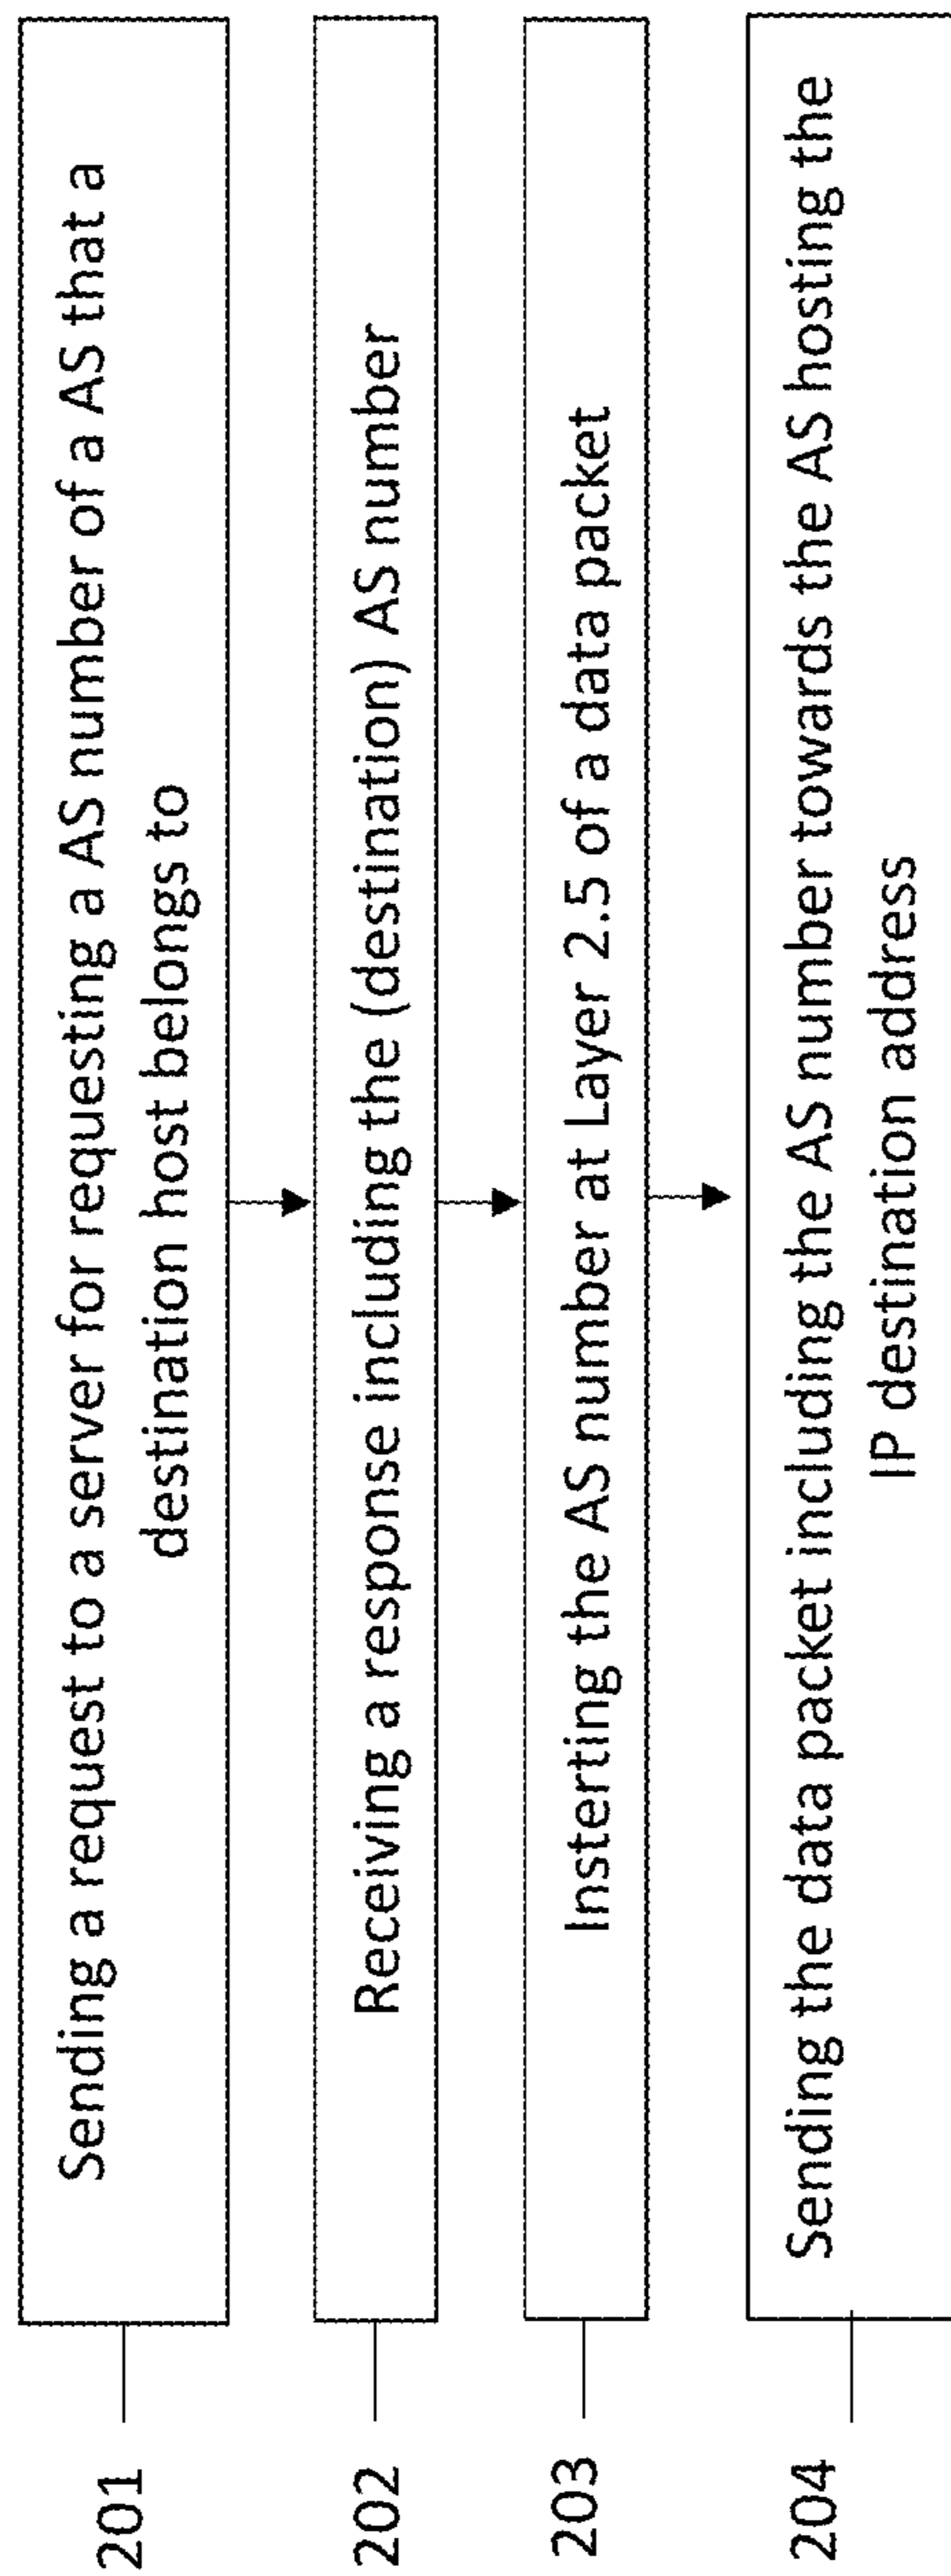 201
Sending a request to a server for requesting a AS number of a AS that a
destination host belongs to
202
Receiving a response including the (destination) AS number
203
Insterting the AS number at Layer 2.5 of a data packet
204
Sending the data packet including the AS number towards the AS hosting the
IP destination address